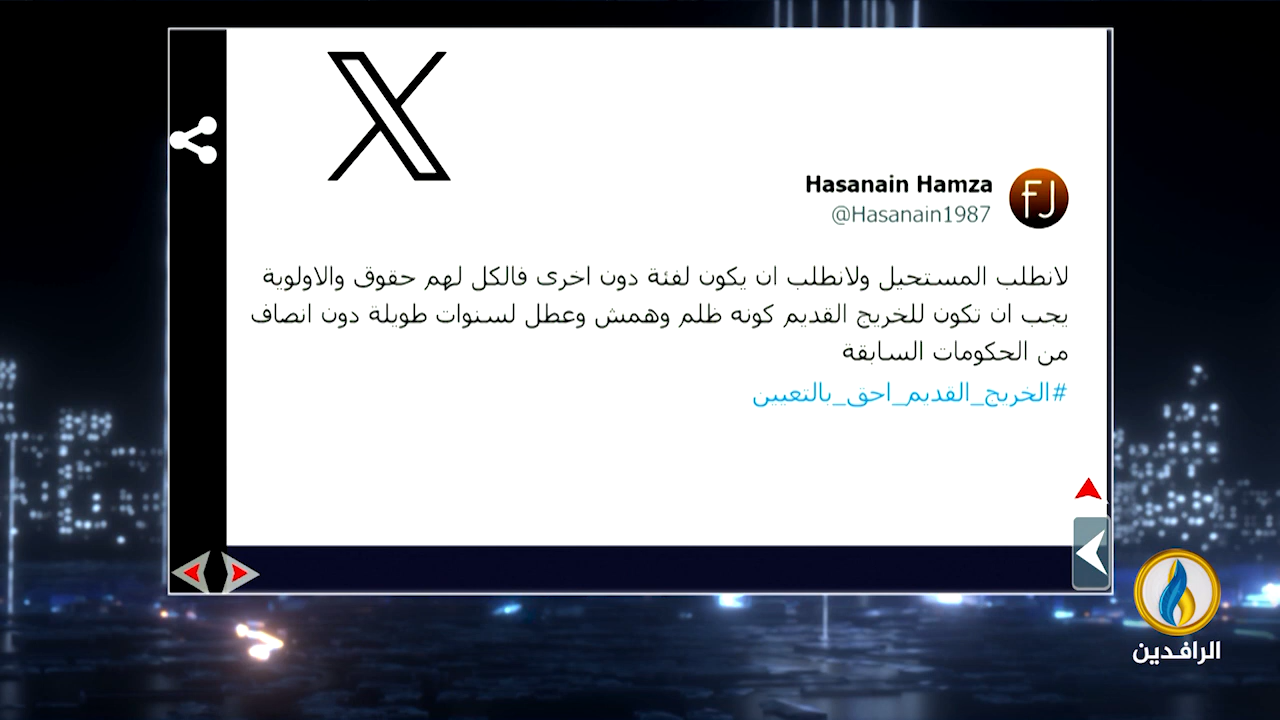 Hasanain Hamza
@Hasanain1987
لانطلب المستحيل ولانطلب ان يكون لفئة دون اخرى فالكل لهم حقوق والاولوية
يجب ان تكون للخريج القديم كونه ظلم وهمش وعطل لسنوات طويلة دون انصاف
من الحكومات السابقة
#الخريج_القديم_احق_بالتعيين
الرافدين